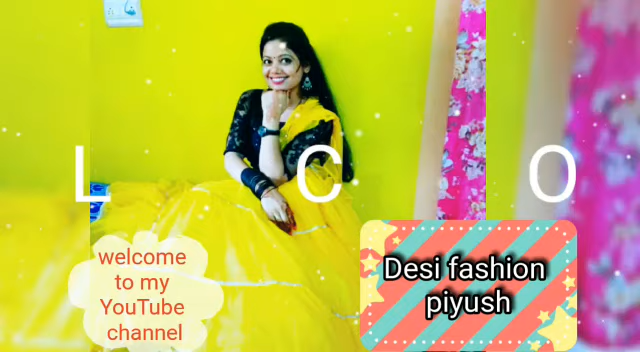 L C O
welcome
to my
YouTube
channel
Desi fashion
piyush